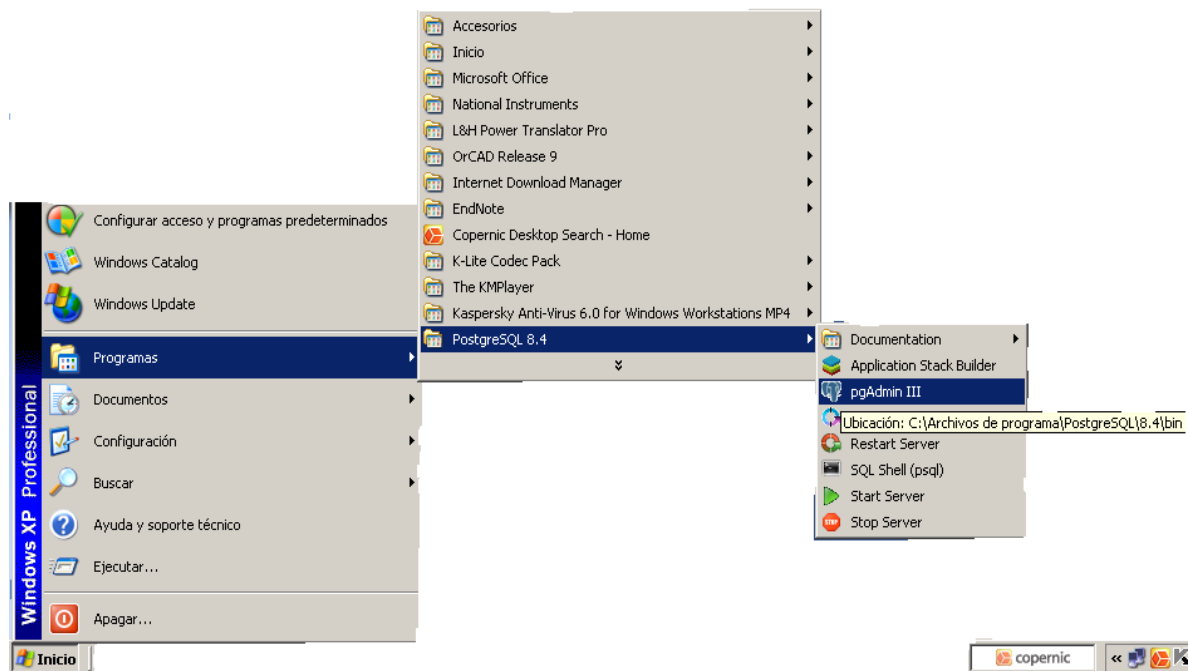 Accesorios
Inicio
Microsoft Office
National Instruments
L&H Power Translator Pro
OrCAD Release 9
Internet Download Manager
EndNote
Copernic Desktop Search - Home
K-Lite Codec Pack
The KMPlayer
Kaspersky Anti-Virus 6.0 for Windows Workstations MP4
PostgreSQL 8.4
Configurar acceso y programas predeterminados
Windows Catalog
Windows Update
Programas
Documentos
Configuración
Buscar
Ayuda y soporte técnico
Ejecutar...
Apagar...
Windows XP Professional
Documentation
Application Stack Builder
pgAdmin III
Ubicación: C:\Archivos de programa\PostgreSQL\8.4\bin
Restart Server
SQL Shell (psql)
Start Server
STOP Stop Server
Inicio
copernic